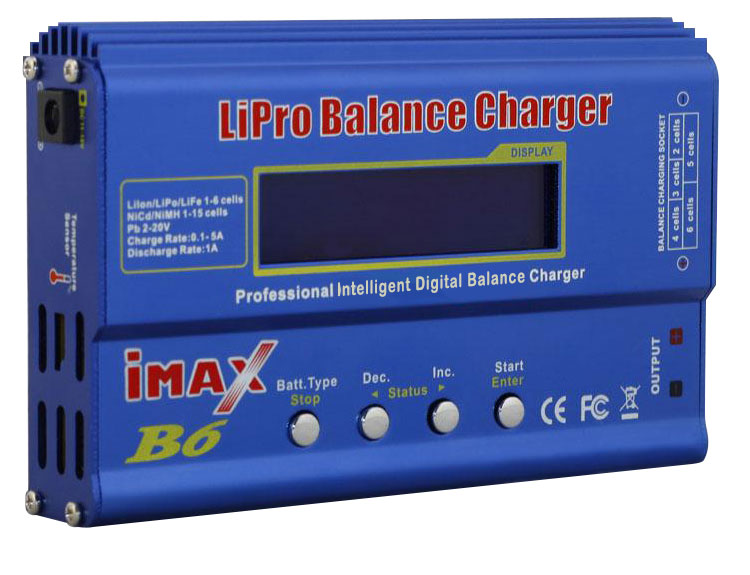 LiPro Balance Charger
DISPLAY
LiIon/LiPo/LiFe 1-6 cells
NiCd/NiMH 1-15 cells
Pb 2-20V
Charge Rate:0.1- 5A
Discharge Rate:1A
Professional Intelligent Digital Balance Charger
BALANCE CHARGING SOCKET
2 cells
3 cells
4 cells
5 cells
6 cells
Temperature
Sensor
iMAX
B6
Batt.Type
Stop
Dec.
Inc.
◄ Status ►
Start
Enter
CE FC
OUTPUT
+
-